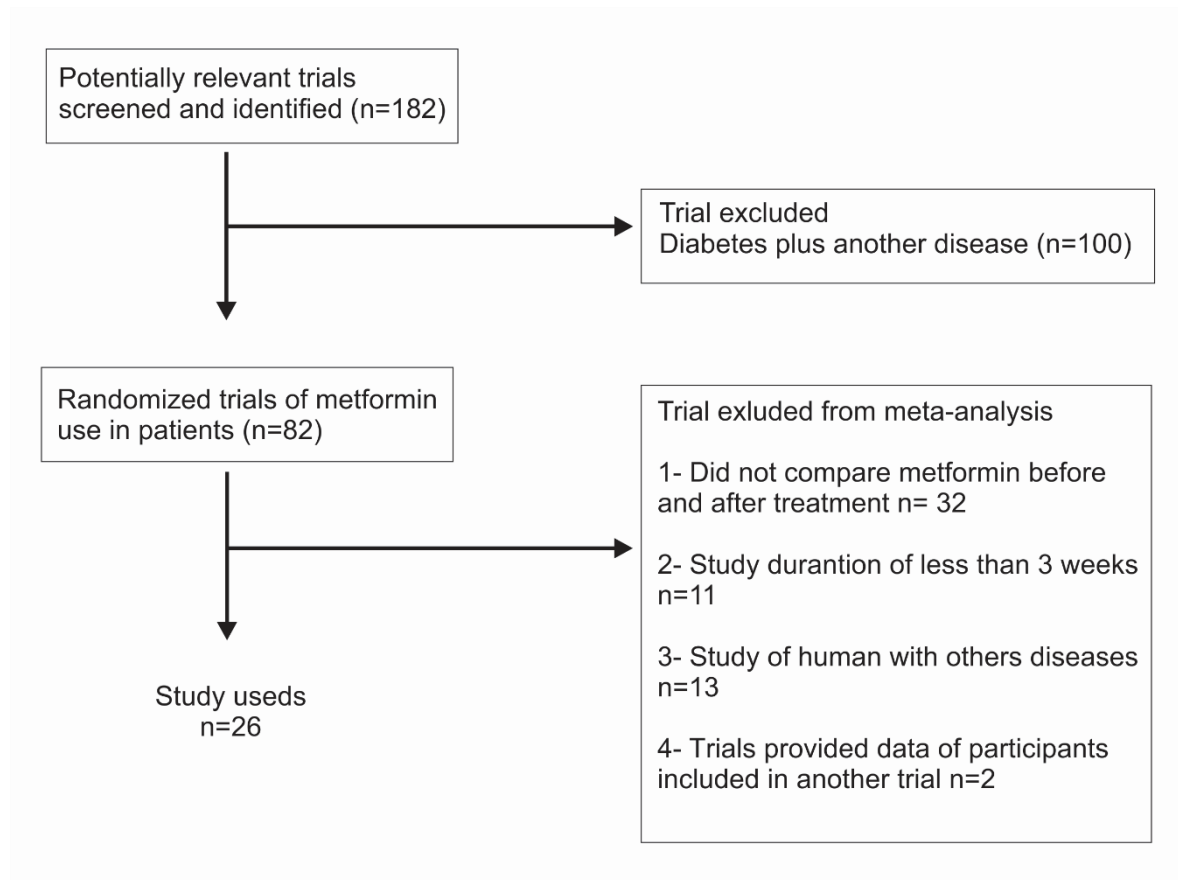 Potentially relevant trials
screened and identified (n=182)
Trial excluded
Diabetes plus another disease (n=100)
Randomized trials of metformin
use in patients (n=82)
Trial exluded from meta-analysis
1- Did not compare metformin before
and after treatment n= 32
2- Study durantion of less than 3 weeks
n=11
3- Study of human with others diseases
n=13
4- Trials provided data of participants
included in another trial n=2
Study useds
n=26